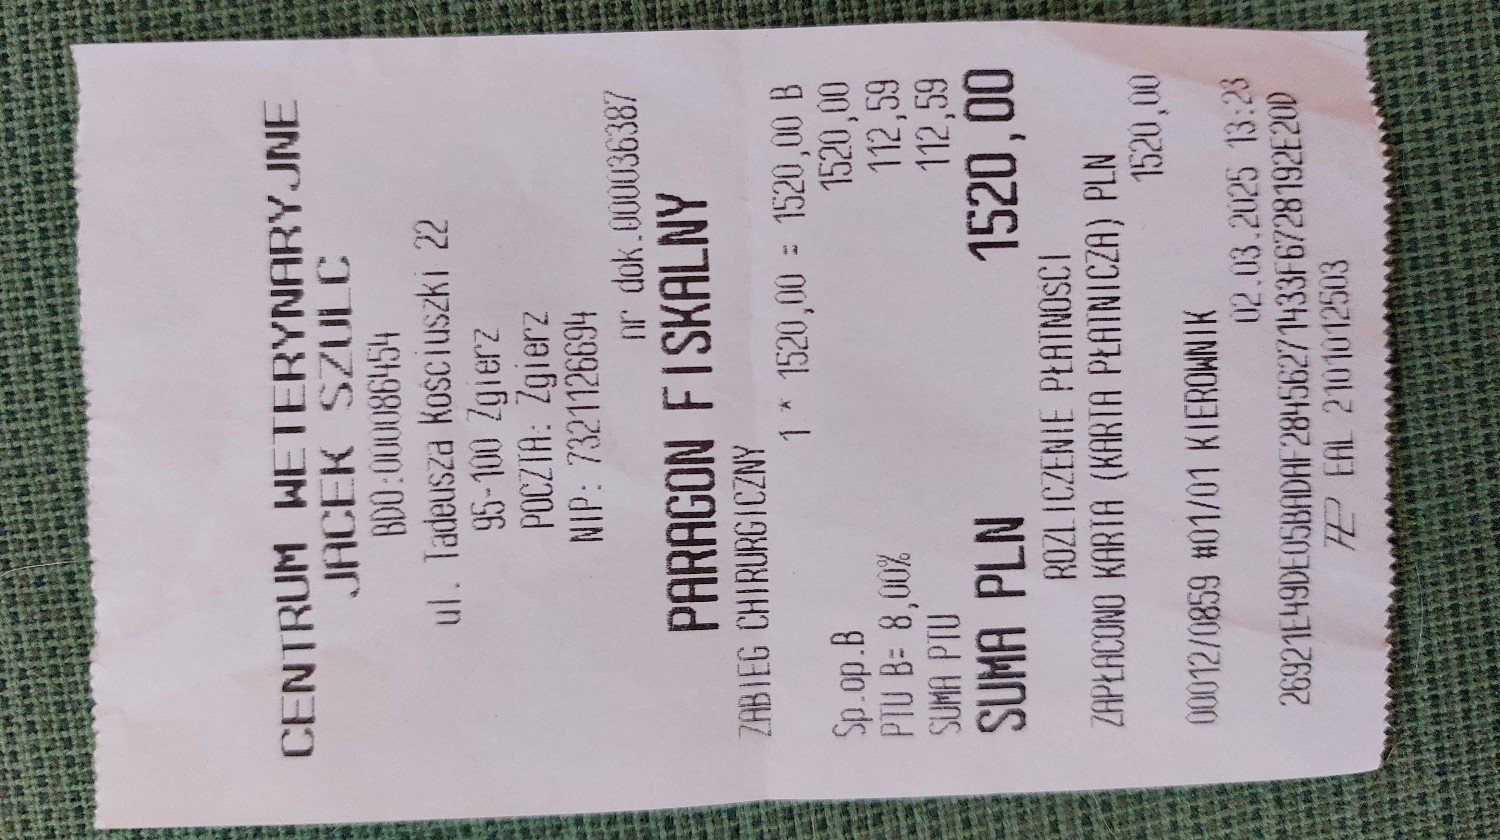 CENTRUM WETERYNARYJNE
JACEK SZULC
BDO:000086454
ul. Tadeusza Kościuszki 22
95-100 Zgierz
POCZTA: Zgierz
NIP: 7321126694
nr dok.000036387
PARAGON FISKALNY
ZABIEG CHIRURGICZNY
1 * 1520,00 = 1520,00 B
Sp.op.B 1520,00
PTU B= 8,00% 112,59
SUMA PTU 112,59
SUMA PLN 1520,00
ROZLICZENIE PŁATNOŚCI
ZAPŁACONO KARTA (KARTA PŁATNICZA) PLN
1520,00
00012/0859 #01/01 KIEROWNIK
02.03.2025 13:23
26921E49DE05BADAF28456271433F6728192E20D
EAL 2101012503